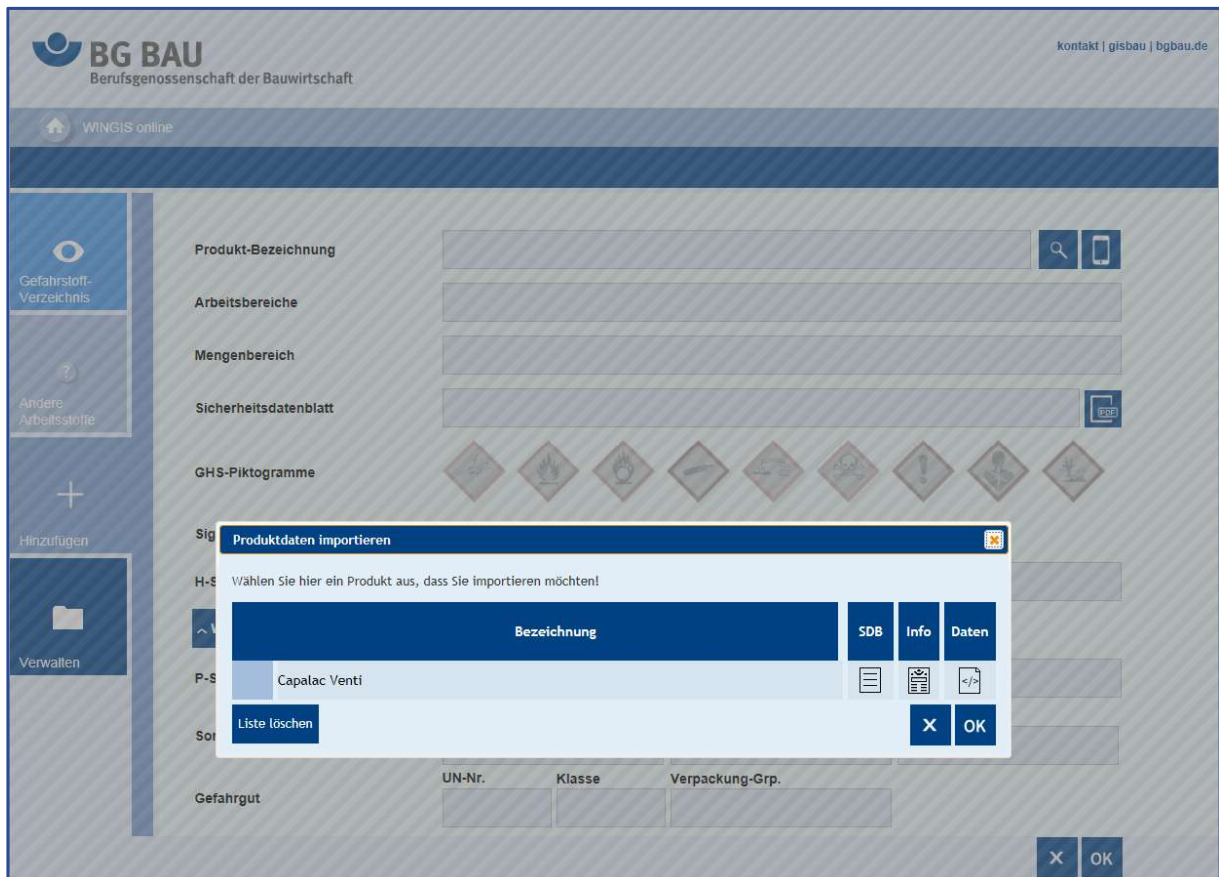 BG BAU
Berufsgenossenschaft der Bauwirtschaft
kontakt | gisbau | bgbau.de
WINGIS online
Gefahrstoff-
Verzeichnis
Andere
Arbeitsstoffe
Hinzufügen
Verwalten
Produkt-Bezeichnung
Arbeitsbereiche
Mengenbereich
Sicherheitsdatenblatt
PDF
GHS-Piktogramme
Sig
H-S
P-S
Sor
Produktdaten importieren
Wählen Sie hier ein Produkt aus, dass Sie importieren möchten!
Bezeichnung SDB Info Daten
Capalac Venti </>
Liste löschen X OK
UN-Nr. Klasse Verpackung-Grp.
Gefahrgut
X OK